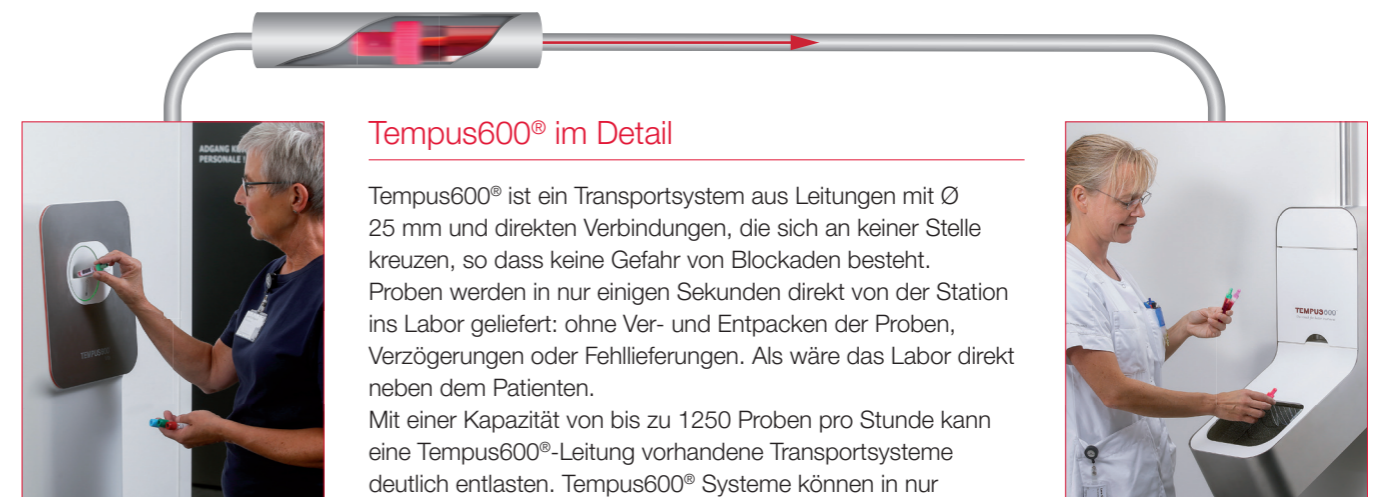 ADGANG
PERSONALE
Tempus600® im Detail
Tempus600® ist ein Transportsystem aus Leitungen mit Ø
25 mm und direkten Verbindungen, die sich an keiner Stelle
kreuzen, so dass keine Gefahr von Blockaden besteht.
Proben werden in nur einigen Sekunden direkt von der Station
ins Labor geliefert: ohne Ver- und Entpacken der Proben,
Verzögerungen oder Fehllieferungen. Als wäre das Labor direkt
neben dem Patienten.
Mit einer Kapazität von bis zu 1250 Proben pro Stunde kann
eine Tempus600®-Leitung vorhandene Transportsysteme
deutlich entlasten. Tempus600® Systeme können in nur
TEMPUS600
TEMPUS600